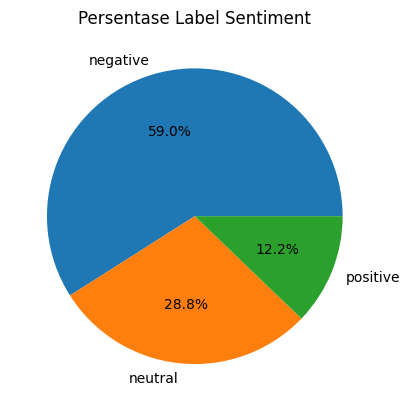 Persentase Label Sentiment
negative
59.0%
12.2%
positive
28.8%
neutral